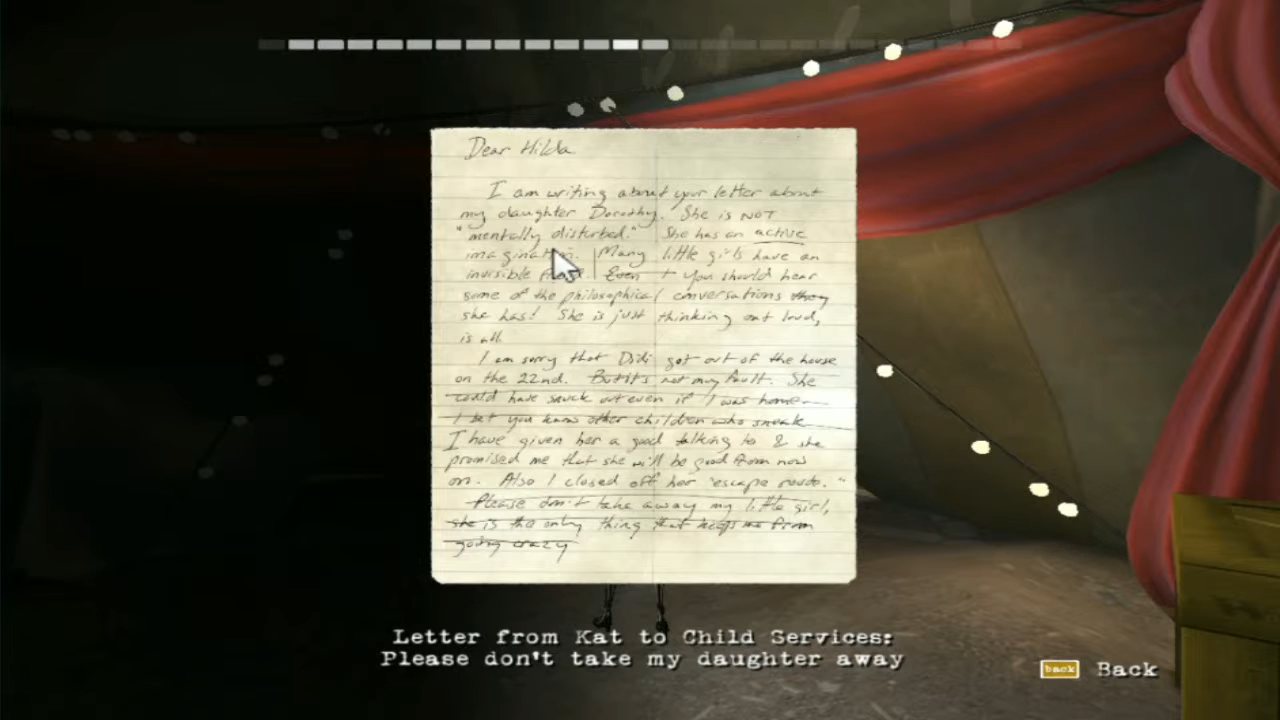 Dear Hilda
I am writing about your letter about
my daughter Dorothy. She is NOT
"mentally disturbed." She has an active
imagination. Many little girls have an
invisible Even You should hear
some of the philosophical conversations they
she has! She is just thinking out loud,
is all.
I am sorry that Didi got out of the house
on the 22nd. But it's not my fault. She
could have snuck out even if I was home
I bet you know other children who sneak
I have given her a good talking to & she
promised me that she will be good from now
on. Also I closed off her "escape route."
Please don't take away my little girl,
she is the only thing that keeps me from
going crazy
Letter from Kat to Child Services:
Please don't take my daughter away
back Back